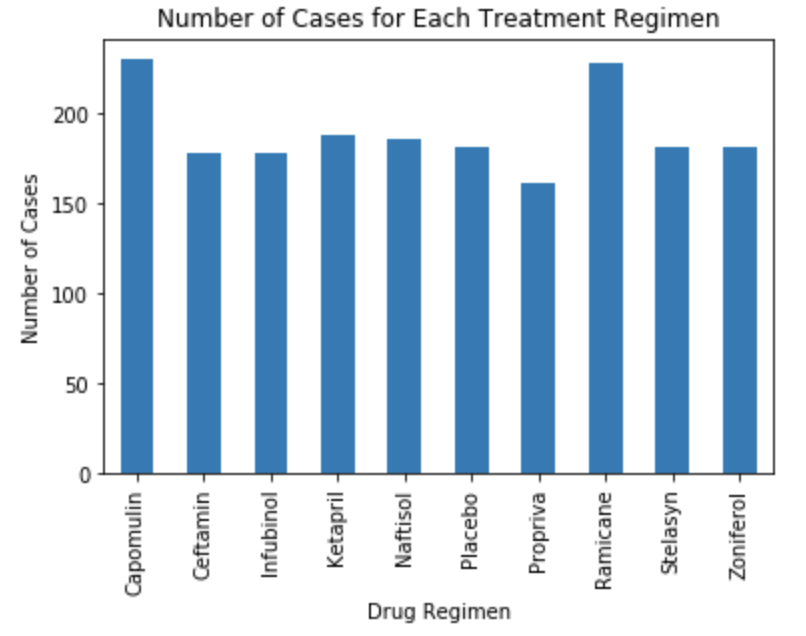 Number of Cases for Each Treatment Regimen
Number of Cases
200
150
100
50
0
Capomulin
Ceftamin
Infubinol
Ketapril
Naftisol
Placebo
Propriva
Ramicane
Stelasyn
Zoniferol
Drug Regimen